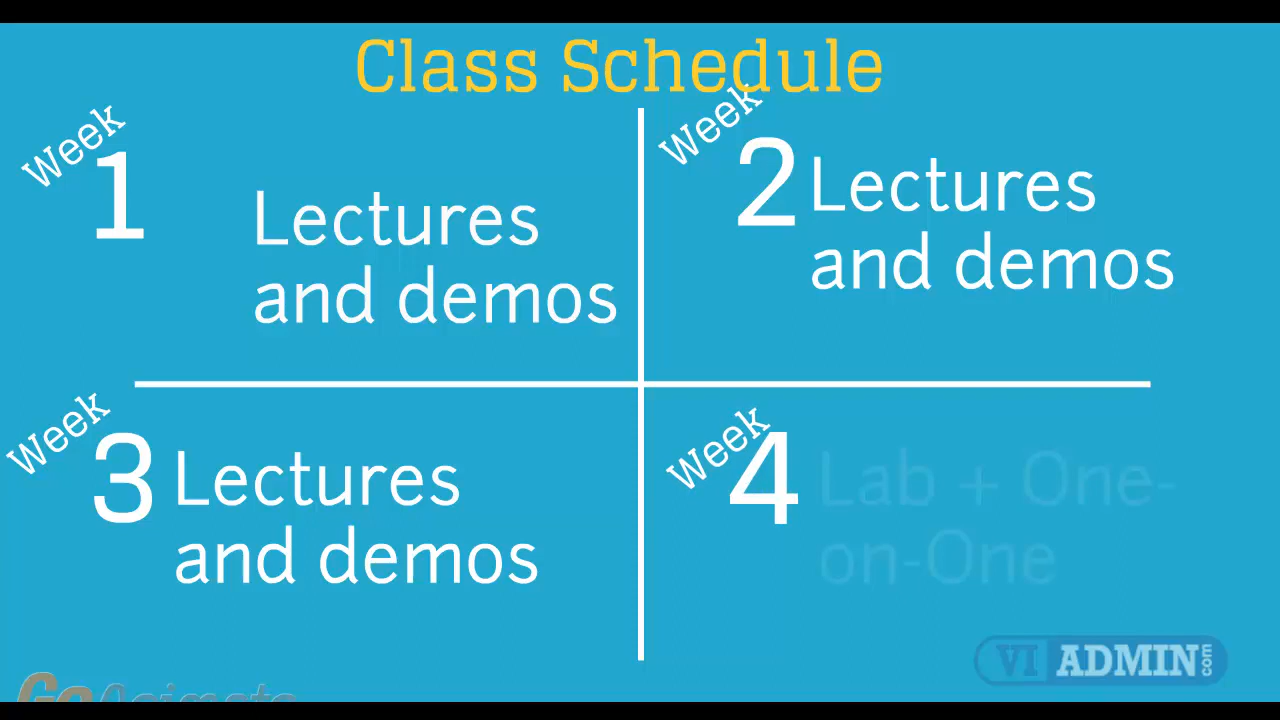 Class Schedule
Week
1
Lectures
and demos
Week
2
Lectures
and demos
Week
3
Lectures
and demos
Week
4
Lab + One-
on-One
VI ADMIN.com
GoAnimate